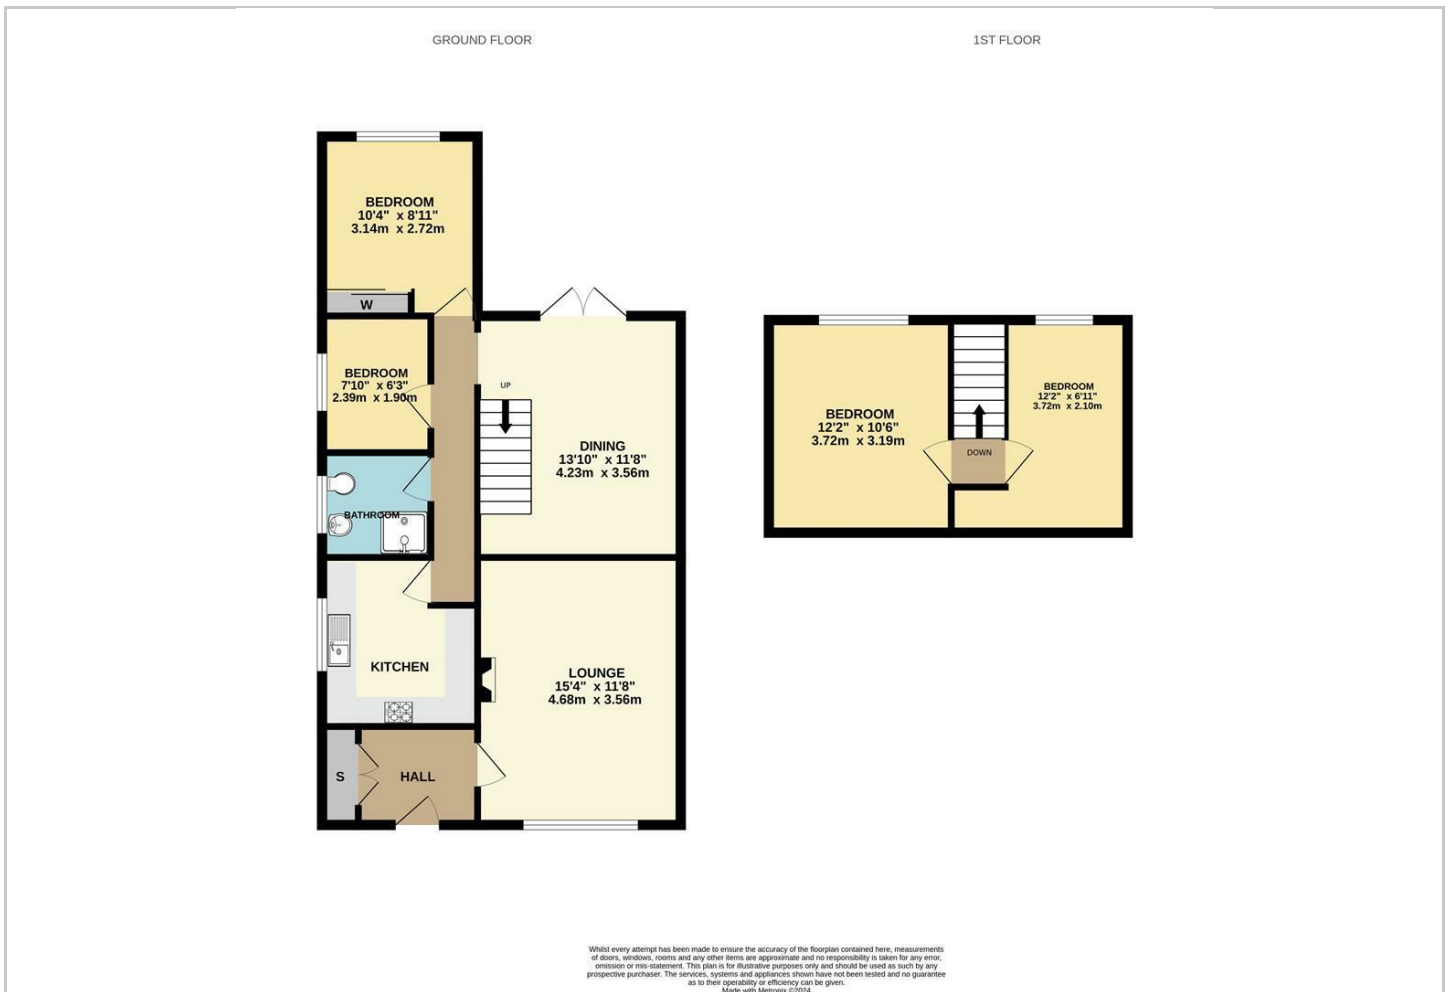 GROUND FLOOR
1ST FLOOR
BEDROOM
10'4" x 8'11"
3.14m x 2.72m
W
BEDROOM
7'10" x 6'3"
2.39m x 1.90m
UP
DINING
13'10" x 11'8"
4.23m x 3.56m
BATHROOM
KITCHEN
LOUNGE
15'4" x 11'8"
4.68m x 3.56m
S
HALL
BEDROOM
12'2" x 10'6"
3.72m x 3.19m
DOWN
BEDROOM
12'2" x 6'11"
3.72m x 2.10m
Whilst every attempt has been made to ensure the accuracy of the floorplan contained here, measurements
of doors, windows, rooms and any other items are approximate and no responsibility is taken for any error,
omission or mis-statement. This plan is for illustrative purposes only and should be used as such by any
prospective purchaser. The services, systems and appliances shown have not been tested and no guarantee
as to their operability or efficiency can be given.
Made with Metropix ©2024